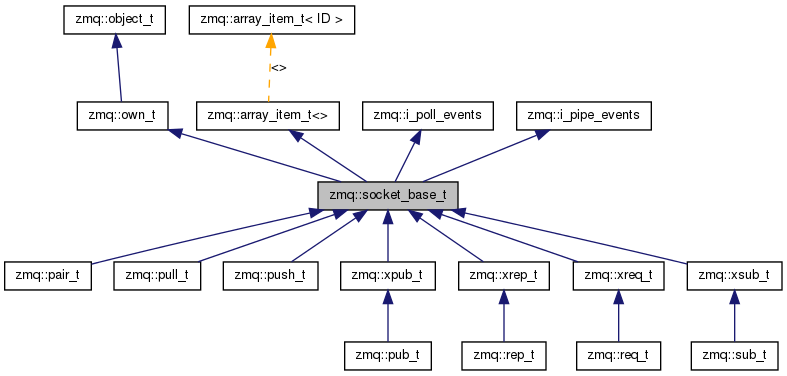 zmq::object_t
zmq::array_item_t< ID >
<>
zmq::own_t
zmq::array_item_t<>
zmq::i_poll_events
zmq::i_pipe_events
zmq::socket_base_t
zmq::pair_t
zmq::pull_t
zmq::push_t
zmq::xpub_t
zmq::xrep_t
zmq::xreq_t
zmq::xsub_t
zmq::pub_t
zmq::rep_t
zmq::req_t
zmq::sub_t